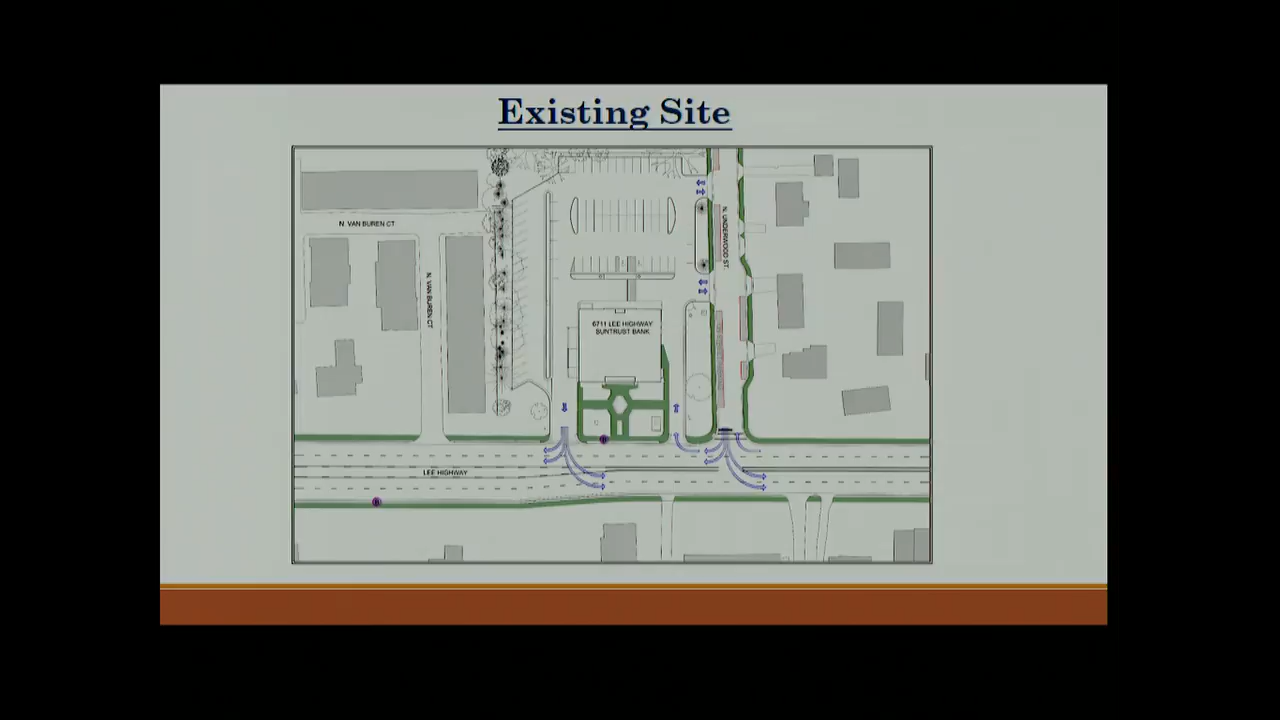 Existing Site
N. VAN BUREN CT
N. VAN BUREN CT
N. UNDERWOOD ST.
6711 LEE HIGHWAY
SUNTRUST BANK
LEE HIGHWAY